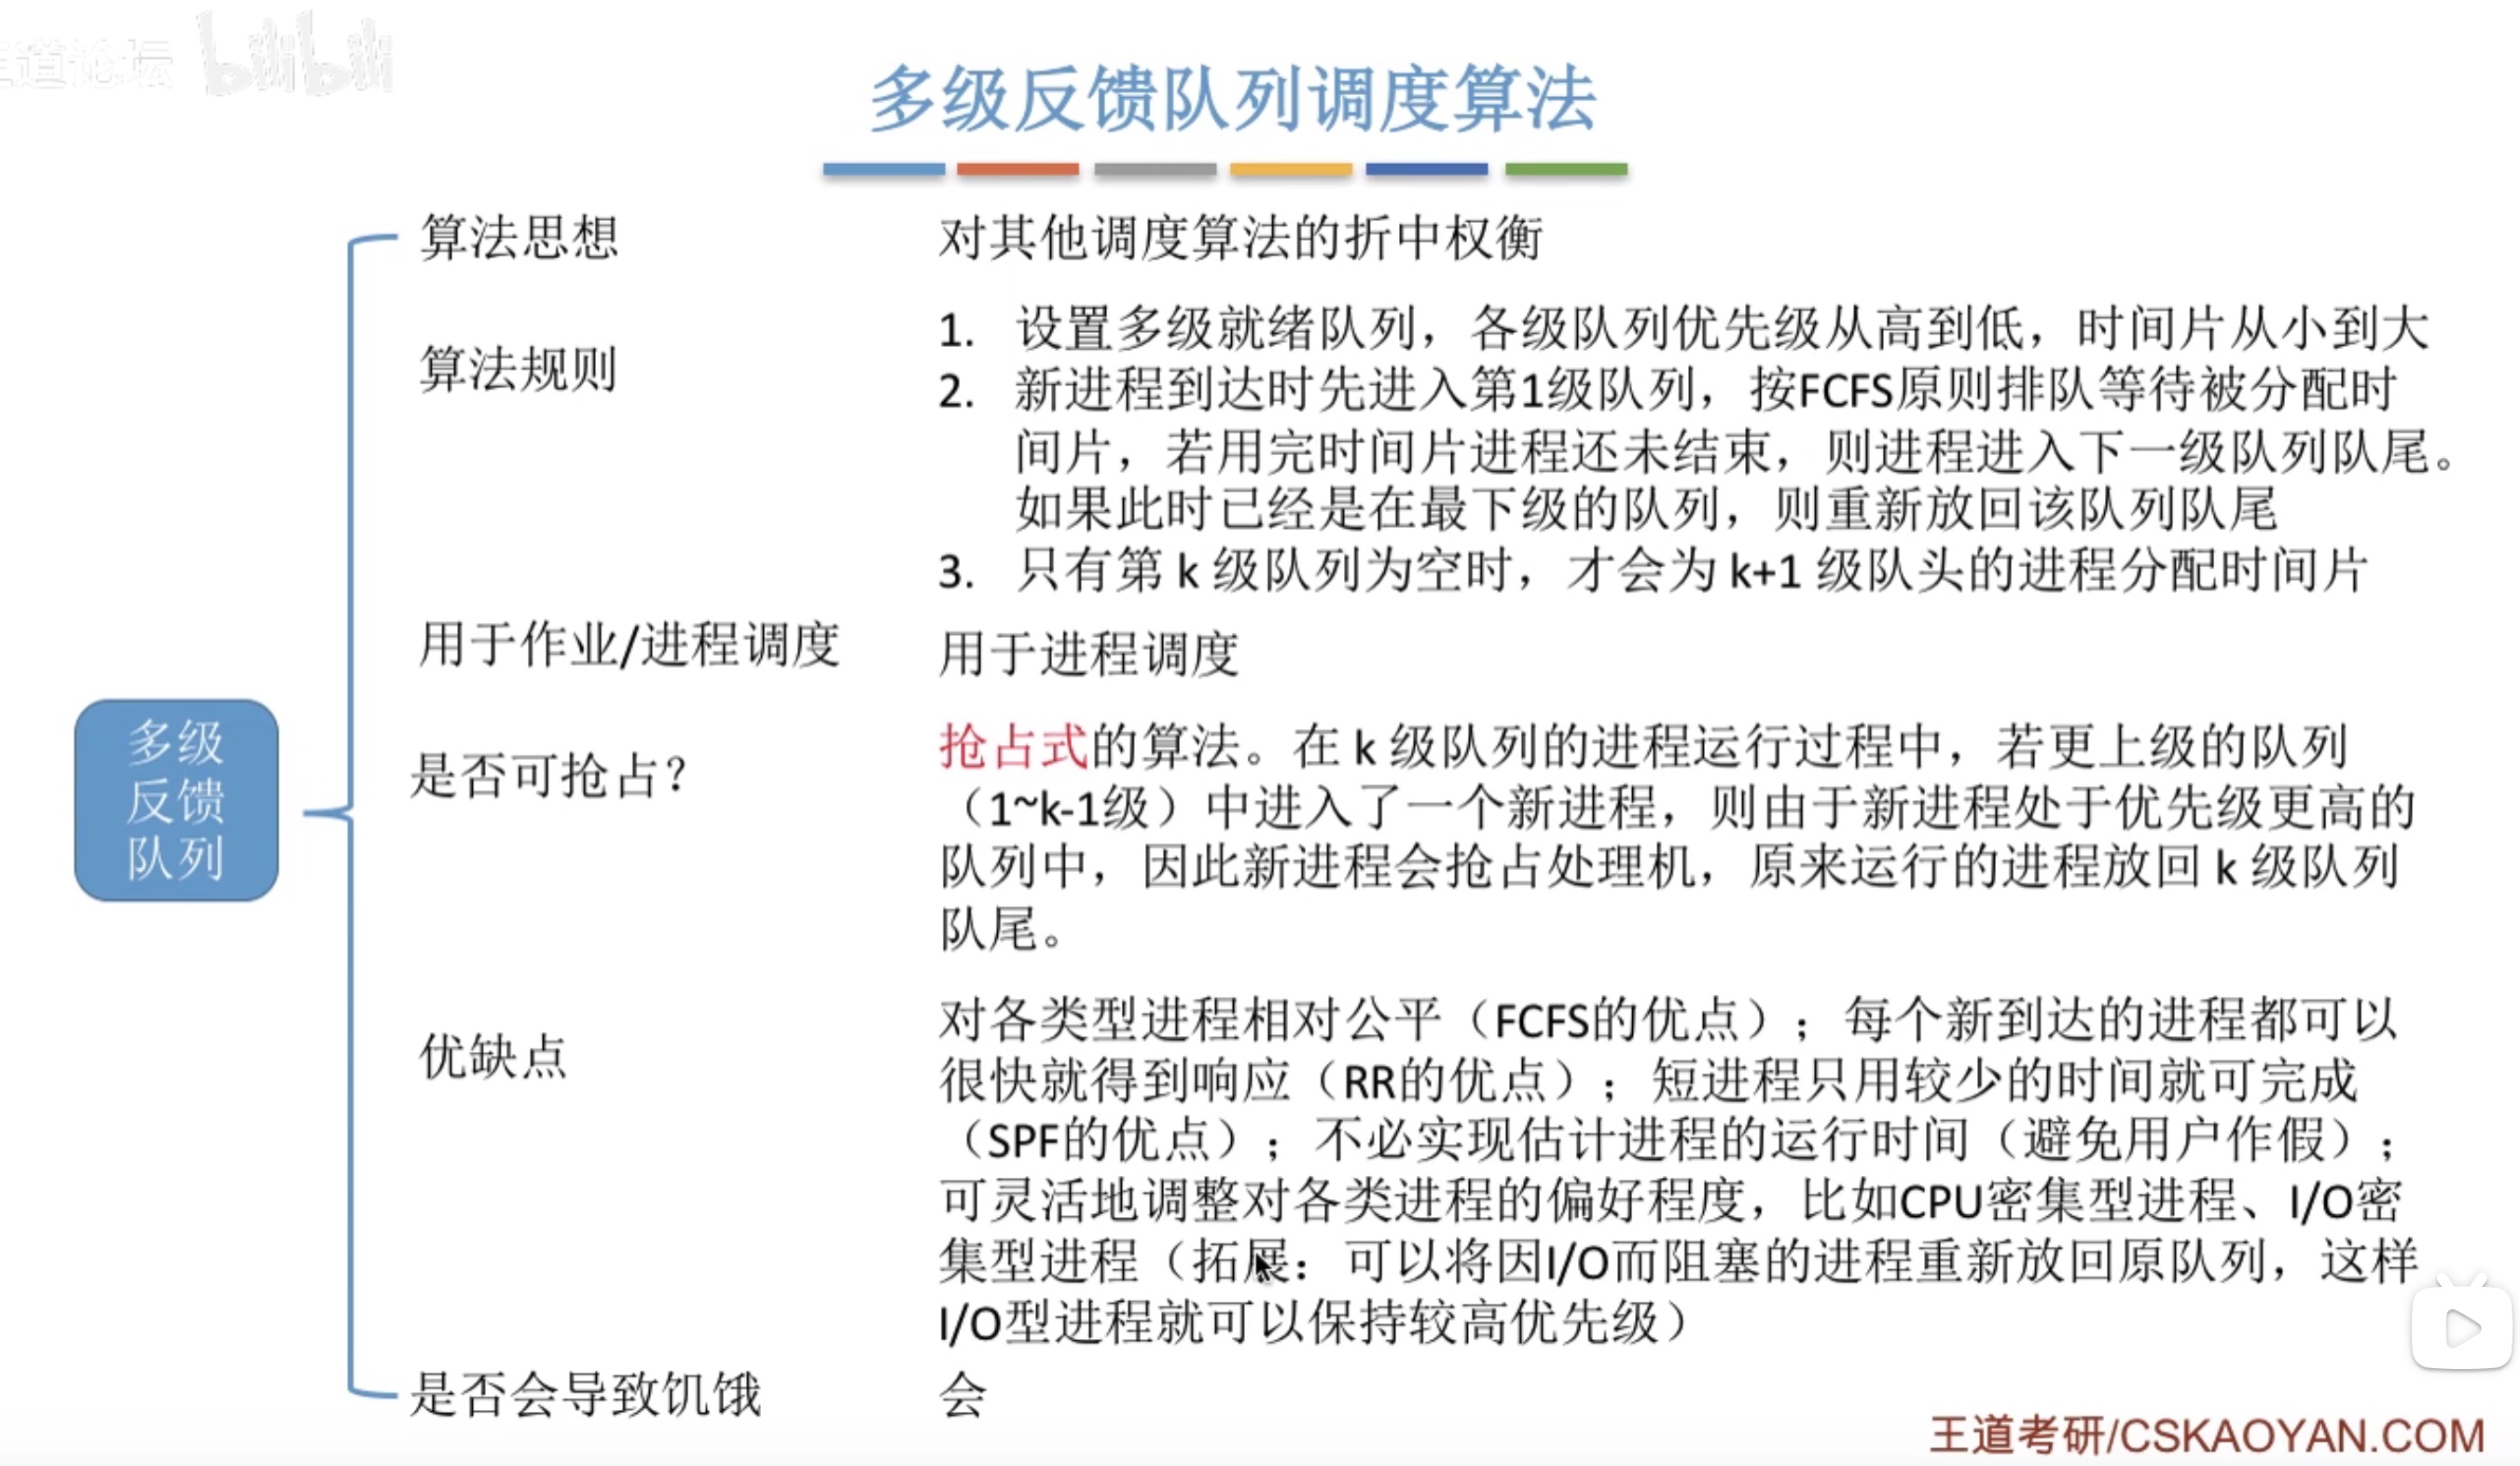 王道论坛 bilibili
多级反馈队列调度算法
算法思想
对其他调度算法的折中权衡
算法规则
1. 设置多级就绪队列，各级队列优先级从高到低，时间片从小到大
2. 新进程到达时先进入第1级队列，按FCFS原则排队等待被分配时
间片，若用完时间片进程还未结束，则进程进入下一级队列队尾。
如果此时已经是在最下级的队列，则重新放回该队列队尾
3. 只有第 k 级队列为空时，才会为 k+1 级队头的进程分配时间片
用于作业/进程调度
用于进程调度
多级
反馈
队列
是否可抢占？
抢占式的算法。在 k 级队列的进程运行过程中，若更上级的队列
（1~k-1级）中进入了一个新进程，则由于新进程处于优先级更高的
队列中，因此新进程会抢占处理机，原来运行的进程放回 k 级队列
队尾。
优缺点
对各类型进程相对公平（FCFS的优点）；每个新到达的进程都可以
很快就得到响应（RR的优点）；短进程只用较少的时间就可完成
（SPF的优点）；不必实现估计进程的运行时间（避免用户作假）；
可灵活地调整对各类进程的偏好程度，比如CPU密集型进程、I/O密
集型进程（拓展：可以将因I/O而阻塞的进程重新放回原队列，这样
I/O型进程就可以保持较高优先级）
是否会导致饥饿
会
王道考研/CSKAOYAN.COM